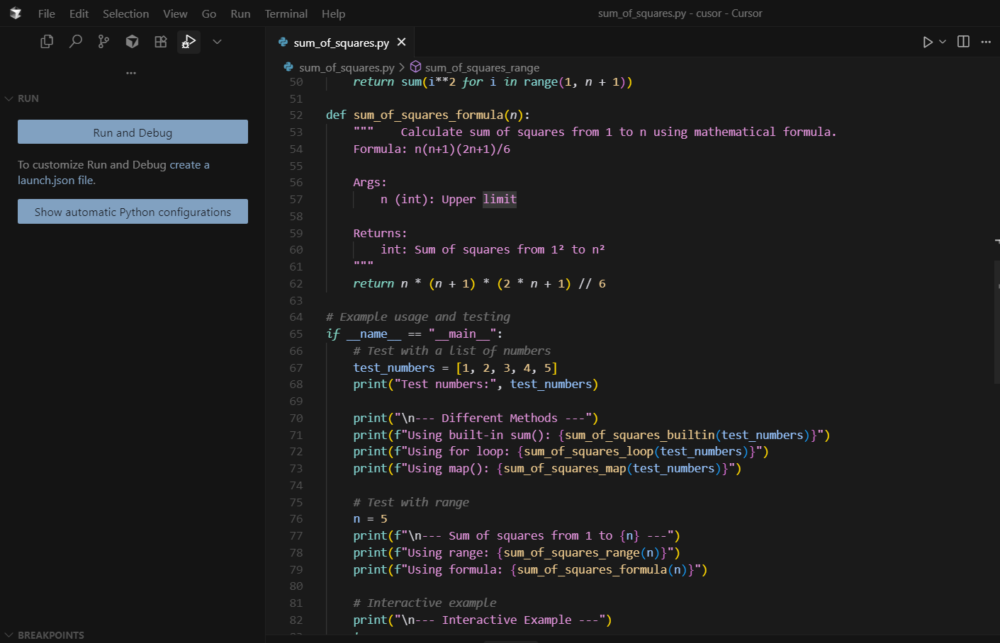 File Edit Selection View Go Run Terminal Help
sum_of_squares.py - cusor - Cursor
RUN
Run and Debug
To customize Run and Debug create a
launch.json file.
Show automatic Python configurations
BREAKPOINTS
sum_of_squares.py
sum_of_squares.py > sum_of_squares_range
50 return sum(i**2 for i in range(1, n + 1))
51
52 def sum_of_squares_formula(n):
53 """    Calculate sum of squares from 1 to n using mathematical formula.
54 Formula: n(n+1)(2n+1)/6
55
56 Args:
57 n (int): Upper limit
58
59 Returns:
60 int: Sum of squares from 1² to n²
61 """
62 return n * (n + 1) * (2 * n + 1) // 6
63
64 # Example usage and testing
65 if __name__ == "__main__":
66 # Test with a list of numbers
67 test_numbers = [1, 2, 3, 4, 5]
68 print("Test numbers:", test_numbers)
69
70 print("\n--- Different Methods ---")
71 print(f"Using built-in sum(): {sum_of_squares_builtin(test_numbers)}")
72 print(f"Using for loop: {sum_of_squares_loop(test_numbers)}")
73 print(f"Using map(): {sum_of_squares_map(test_numbers)}")
74
75 # Test with range
76 n = 5
77 print(f"\n--- Sum of squares from 1 to {n} ---")
78 print(f"Using range: {sum_of_squares_range(n)}")
79 print(f"Using formula: {sum_of_squares_formula(n)}")
80
81 # Interactive example
82 print("\n--- Interactive Example ---")